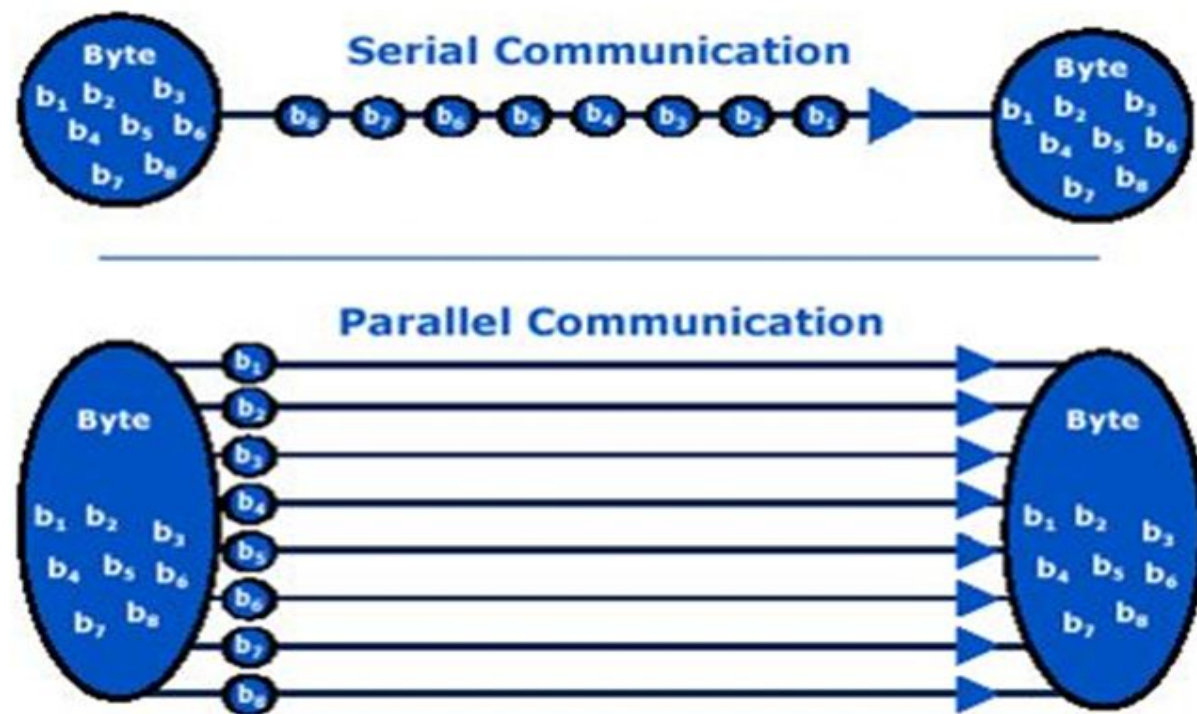 Serial Communication
Byte
b₁ b₂ b₃
b₄ b₅ b₆
b₇ b₈
b₈ b₇ b₆ b₅ b₄ b₃ b₂ b₁
Byte
b₁ b₂ b₃
b₄ b₅ b₆
b₇ b₈
Parallel Communication
Byte
b₁ b₂ b₃
b₄ b₅ b₆
b₇ b₈
b₁
b₂
b₃
b₄
b₅
b₆
b₇
b₈
Byte
b₁ b₂ b₃
b₄ b₅ b₆
b₇ b₈